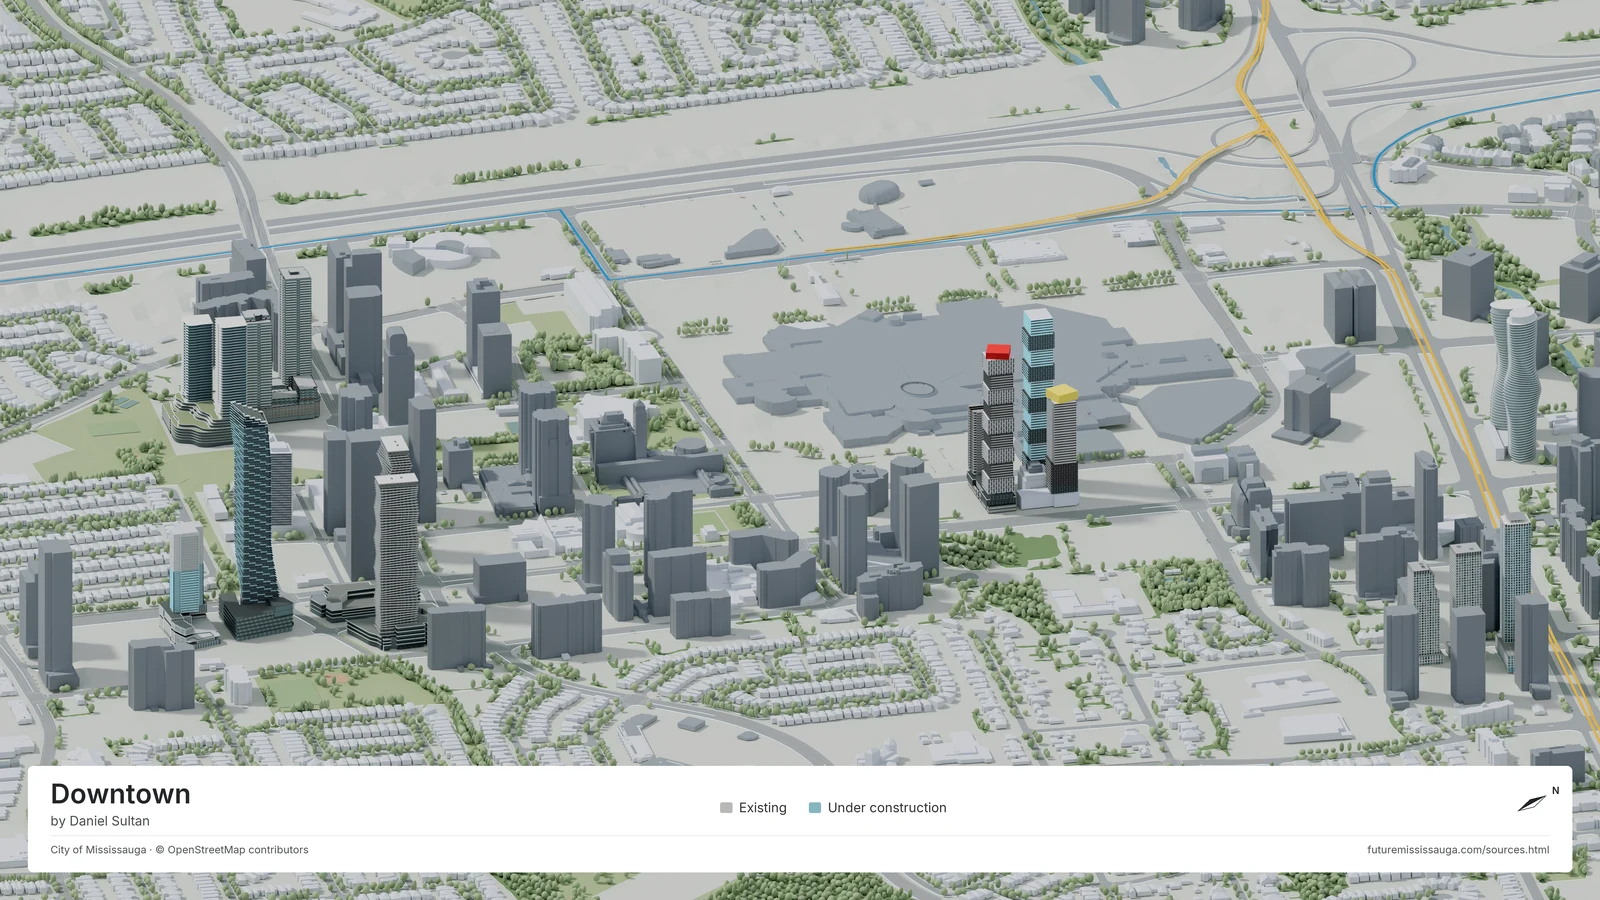 Downtown
by Daniel Sultan
Existing
Under construction
N
City of Mississauga · © OpenStreetMap contributors
futuremississauga.com/sources.html